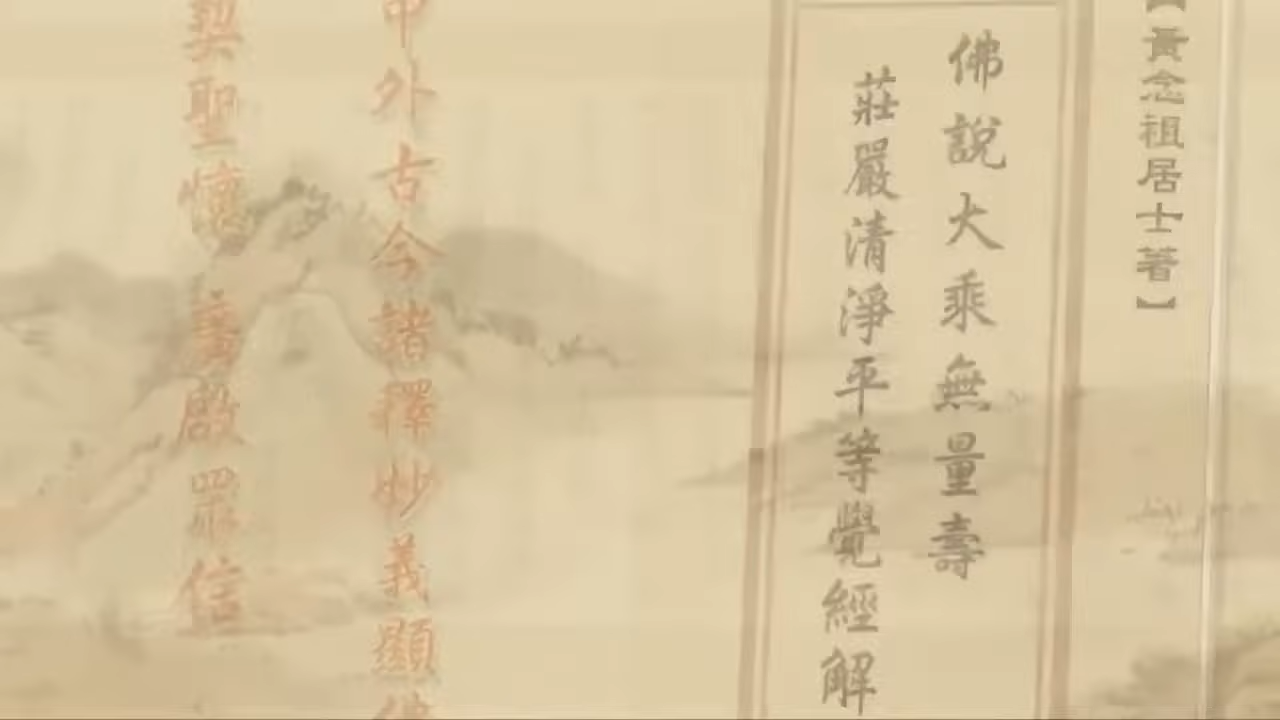 【黃念祖居士著】
佛說大乘無量壽
莊嚴清淨平等覺經解
中外古今諸釋妙義顯
契聖懷 啟眾信